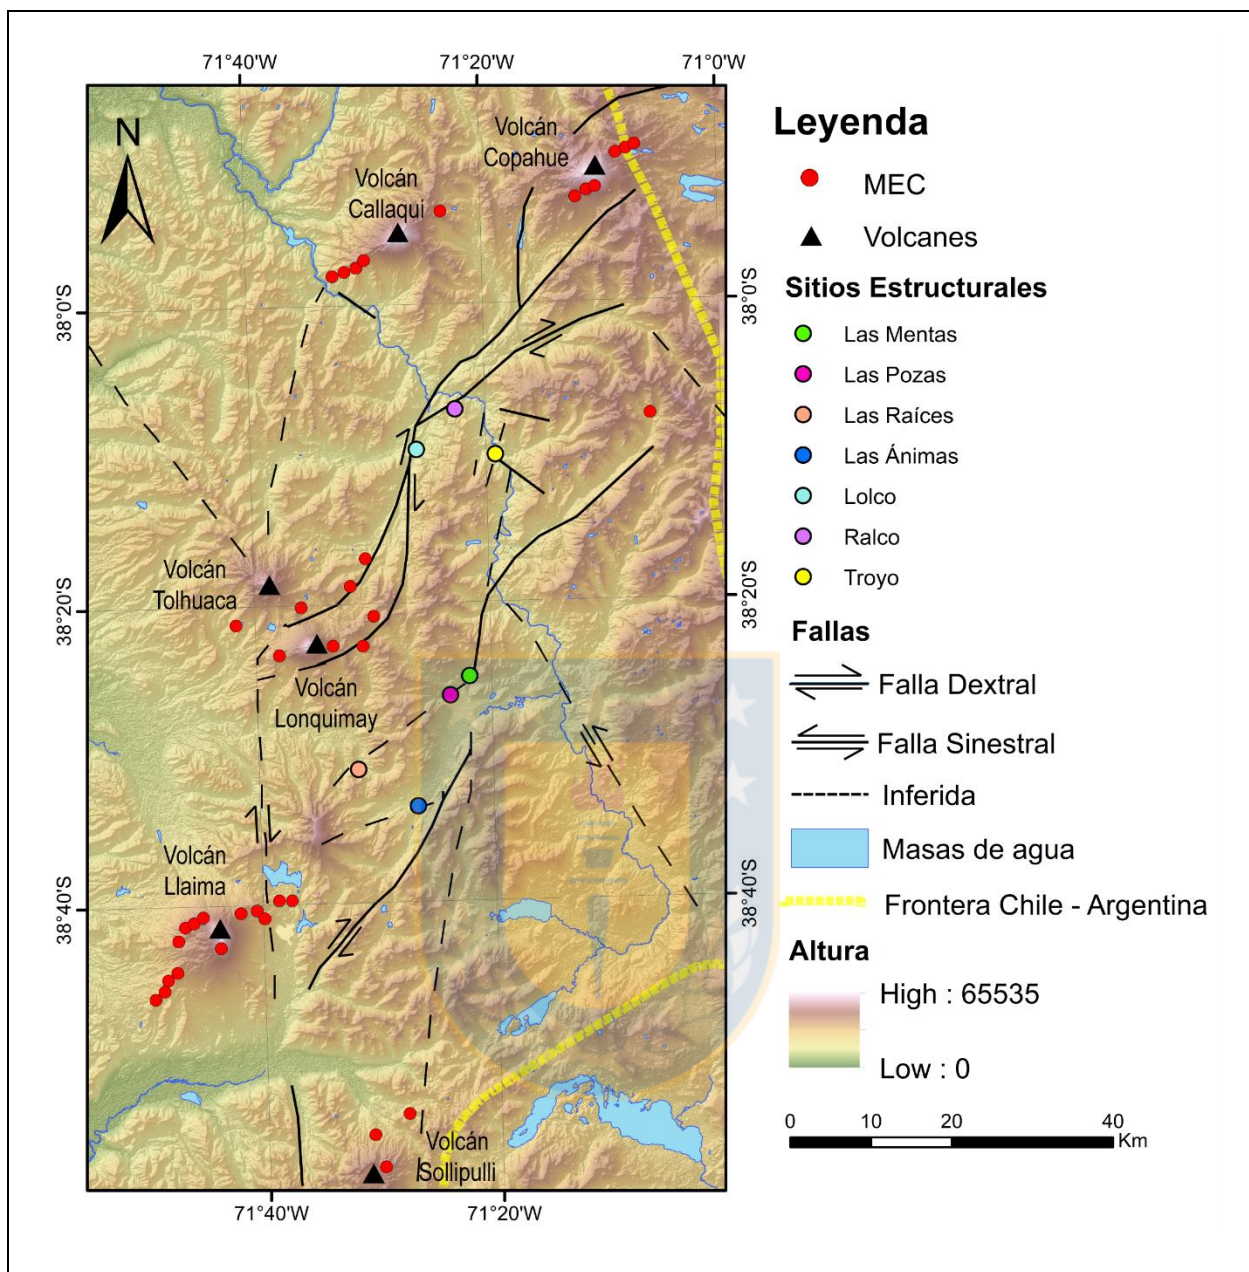 71°40'W
71°20'W
71°0'W
N
Volcán
Copahue
Volcán
Callaqui
38°0'S
38°0'S
Volcán
Tolhuaca
38°20'S
38°20'S
Volcán
Lonquimay
Volcán
Llaima
38°40'S
38°40'S
Volcán
Sollipulli
71°40'W
71°20'W
Leyenda
MEC
Volcanes
Sitios Estructurales
Las Mentas
Las Pozas
Las Raíces
Las Ánimas
Lolco
Ralco
Troyo
Fallas
Falla Dextral
Falla Sinestral
Inferida
Masas de agua
Frontera Chile - Argentina
Altura
High : 65535
Low : 0
0 10 20 40
Km